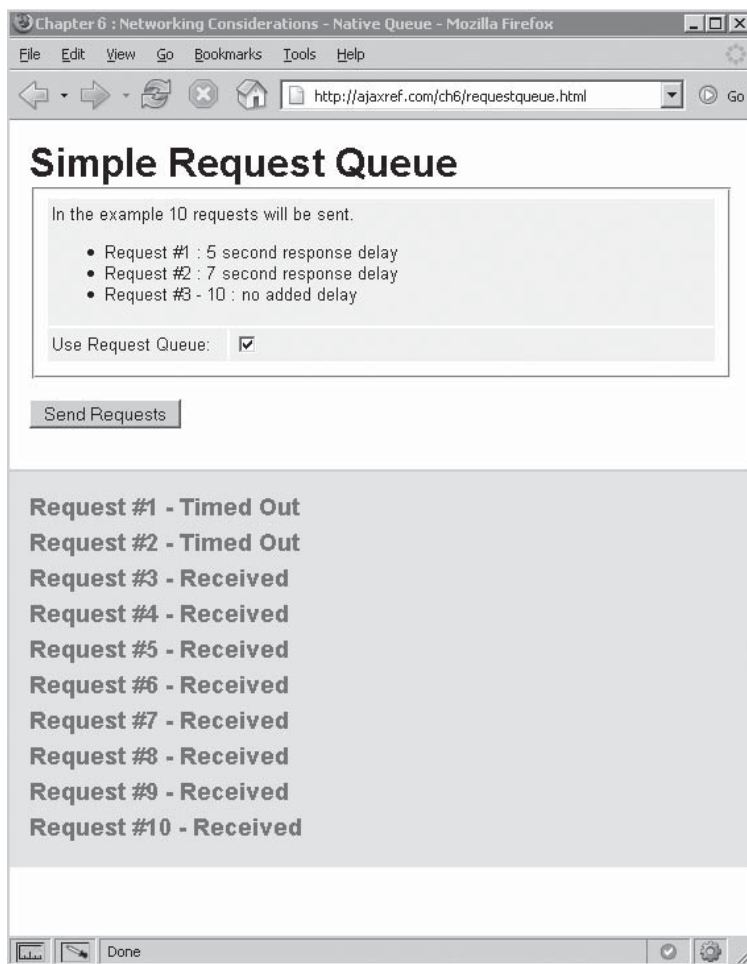 Chapter 6 : Networking Considerations - Native Queue - Mozilla Firefox
File Edit View Go Bookmarks Tools Help
http://ajaxref.com/ch6/requestqueue.html Go
Simple Request Queue
In the example 10 requests will be sent.
• Request #1 : 5 second response delay
• Request #2 : 7 second response delay
• Request #3 - 10 : no added delay
Use Request Queue:
Send Requests
Request #1 - Timed Out
Request #2 - Timed Out
Request #3 - Received
Request #4 - Received
Request #5 - Received
Request #6 - Received
Request #7 - Received
Request #8 - Received
Request #9 - Received
Request #10 - Received
Done